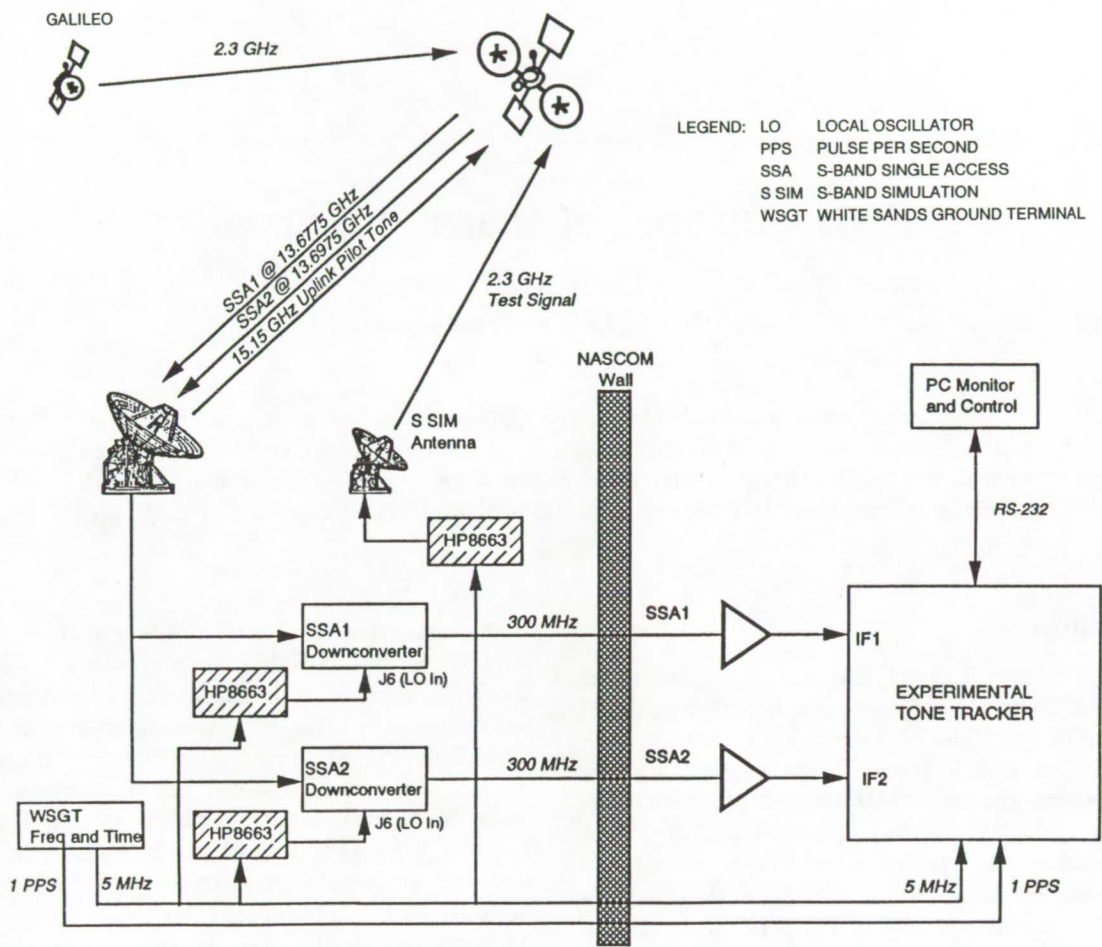 GALILEO
2.3 GHz
LEGEND: LO LOCAL OSCILLATOR
PPS PULSE PER SECOND
SSA S-BAND SINGLE ACCESS
S SIM S-BAND SIMULATION
WSGT WHITE SANDS GROUND TERMINAL
SSA1 @ 13.6775 GHz
SSA2 @ 13.6975 GHz
15.15 GHz Uplink Pilot Tone
2.3 GHz
Test Signal
NASCOM
Wall
PC Monitor
and Control
S SIM
Antenna
RS-232
HP8663
SSA1
Downconverter
300 MHz
SSA1
IF1
J6 (LO In)
HP8663
EXPERIMENTAL
TONE TRACKER
SSA2
Downconverter
300 MHz
SSA2
IF2
J6 (LO In)
WSGT
Freq and Time
HP8663
1 PPS
5 MHz
5 MHz
1 PPS